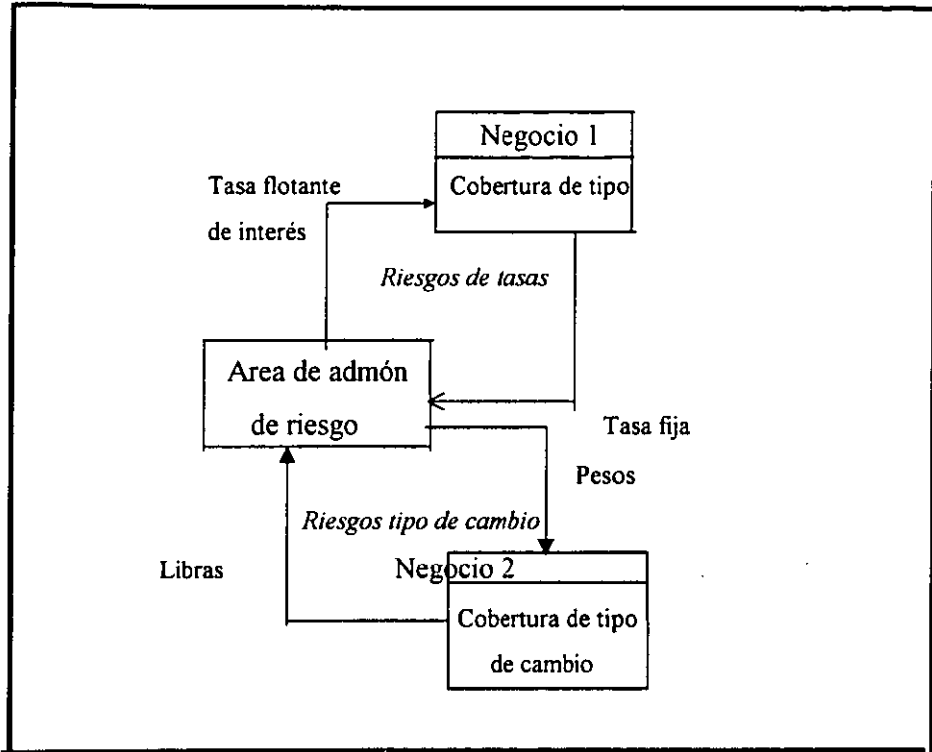 Negocio 1
Cobertura de tipo
Tasa flotante
de interés
Riesgos de tasas
Area de admón
de riesgo
Tasa fija
Pesos
Riesgos tipo de cambio
Libras
Negocio 2
Cobertura de tipo
de cambio